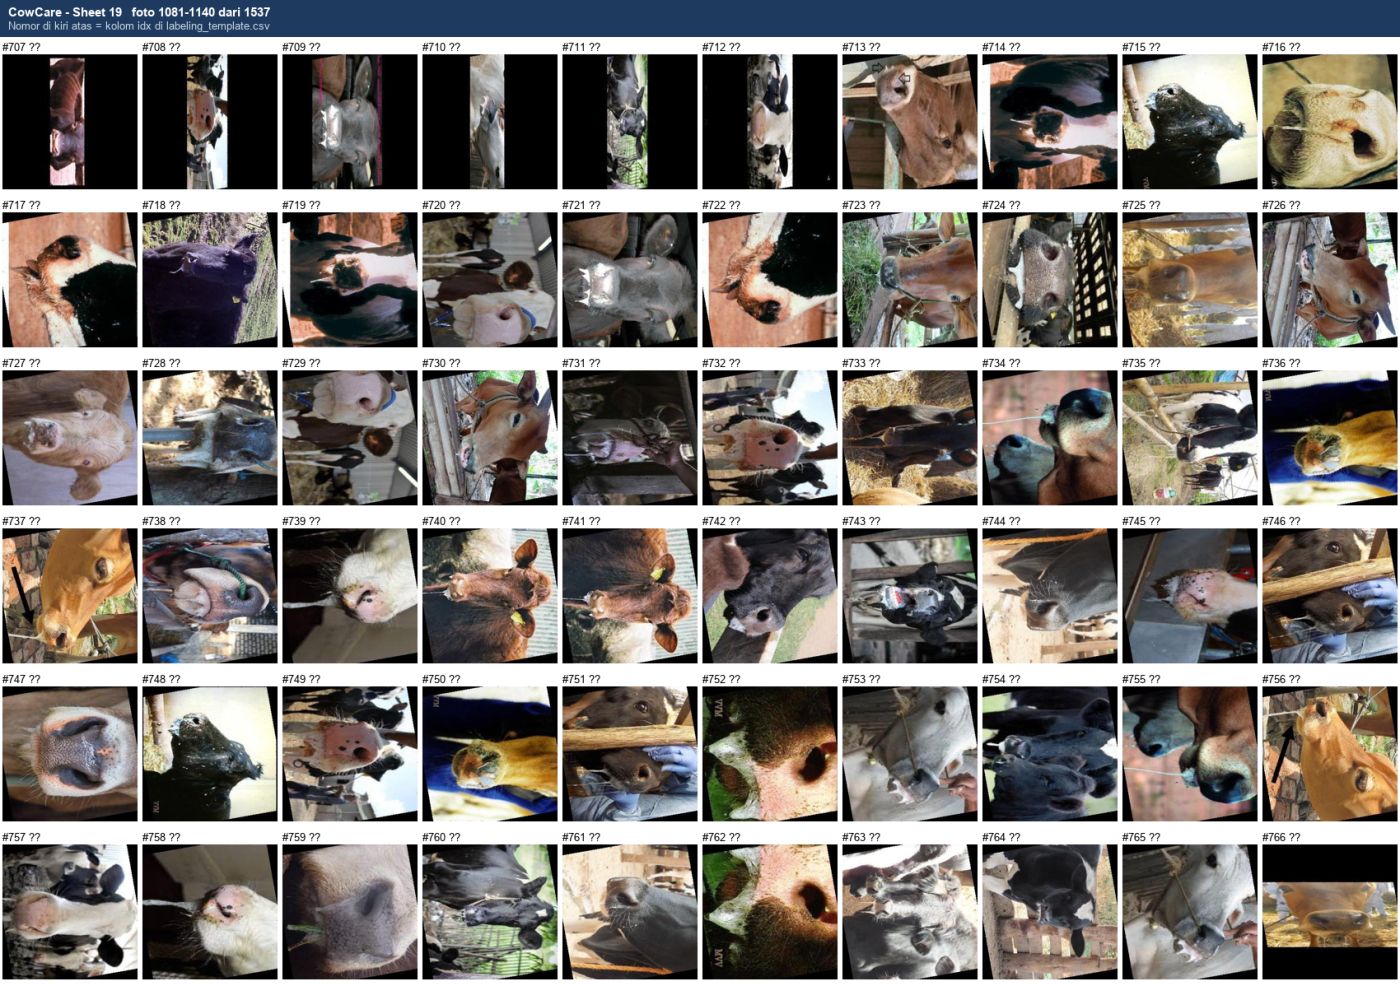 CowCare - Sheet 19   foto 1081-1140 dari 1537
Nomor di kiri atas = kolom idx di labeling_template.csv
#707 ?? #708 ?? #709 ?? #710 ?? #711 ?? #712 ?? #713 ?? #714 ?? #715 ?? #716 ??
#717 ?? #718 ?? #719 ?? #720 ?? #721 ?? #722 ?? #723 ?? #724 ?? #725 ?? #726 ??
#727 ?? #728 ?? #729 ?? #730 ?? #731 ?? #732 ?? #733 ?? #734 ?? #735 ?? #736 ??
#737 ?? #738 ?? #739 ?? #740 ?? #741 ?? #742 ?? #743 ?? #744 ?? #745 ?? #746 ??
#747 ?? #748 ?? #749 ?? #750 ?? #751 ?? #752 ?? #753 ?? #754 ?? #755 ?? #756 ??
#757 ?? #758 ?? #759 ?? #760 ?? #761 ?? #762 ?? #763 ?? #764 ?? #765 ?? #766 ??